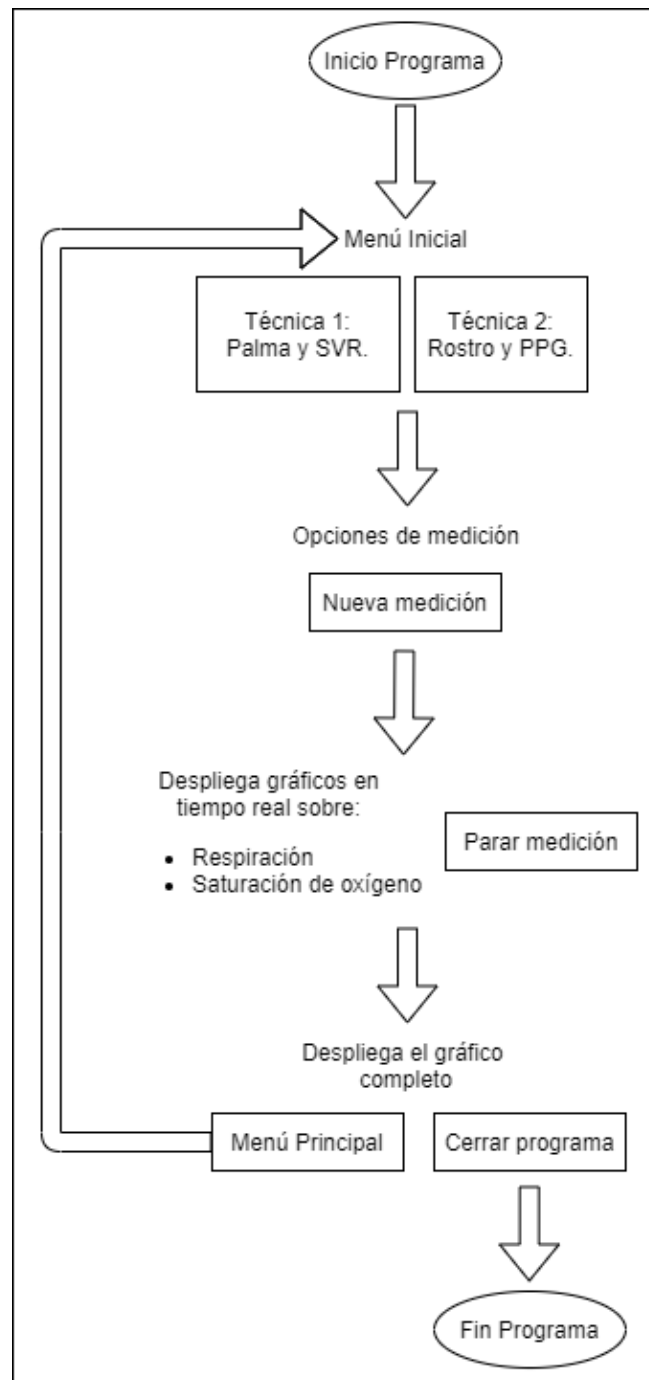 Inicio Programa
Menú Inicial
Técnica 1:
Palma y SVR.
Técnica 2:
Rostro y PPG.
Opciones de medición
Nueva medición
Despliega gráficos en
tiempo real sobre:
• Respiración
• Saturación de oxígeno
Parar medición
Despliega el gráfico
completo
Menú Principal
Cerrar programa
Fin Programa